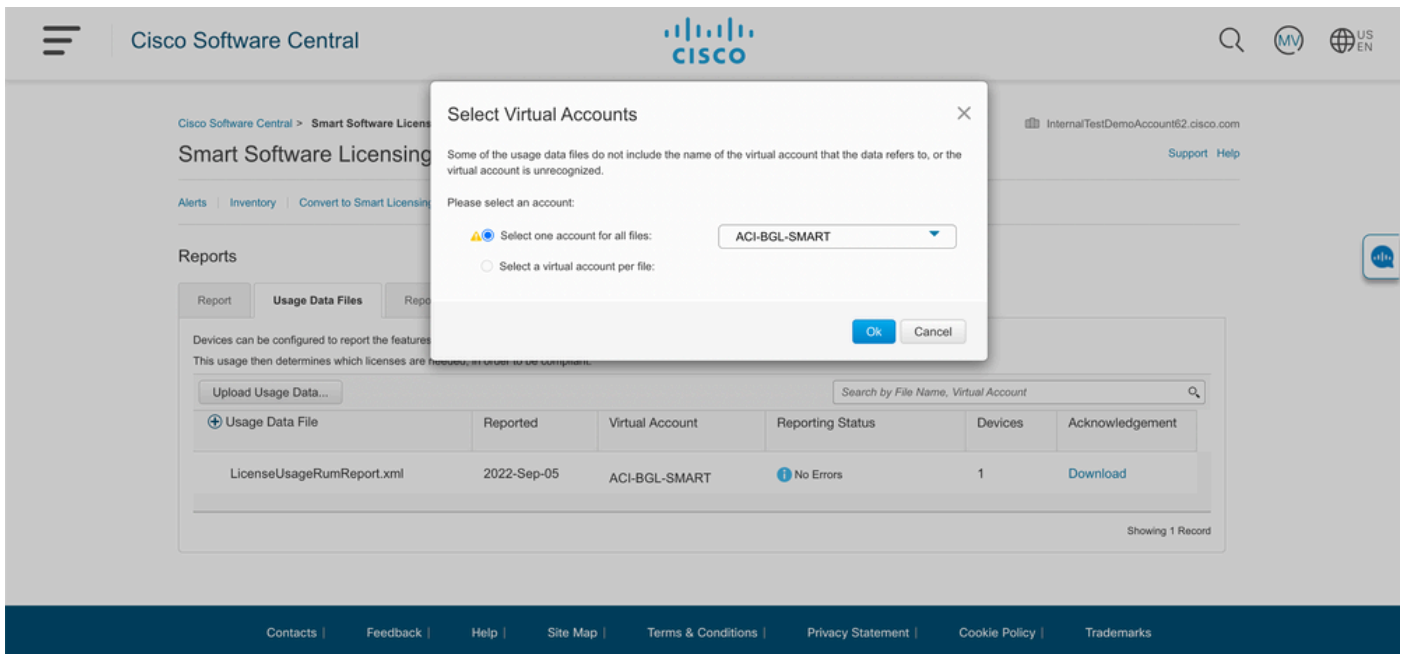 Cisco Software Central
CISCO
MV
US
EN
Cisco Software Central > Smart Software Licens
InternalTestDemoAccount62.cisco.com
Smart Software Licensing
Support Help
Alerts | Inventory | Convert to Smart Licensing
Select Virtual Accounts
Some of the usage data files do not include the name of the virtual account that the data refers to, or the
virtual account is unrecognized.
Please select an account:
Select one account for all files:
ACI-BGL-SMART
Select a virtual account per file:
Ok
Cancel
Reports
Report
Usage Data Files
Repo
Devices can be configured to report the features
This usage then determines which licenses are needed, in order to be compliant.
Upload Usage Data...
Search by File Name, Virtual Account
Usage Data File Reported Virtual Account Reporting Status Devices Acknowledgement
LicenseUsageRumReport.xml 2022-Sep-05 ACI-BGL-SMART No Errors 1 Download
Showing 1 Record
Contacts | Feedback | Help | Site Map | Terms & Conditions | Privacy Statement | Cookie Policy | Trademarks